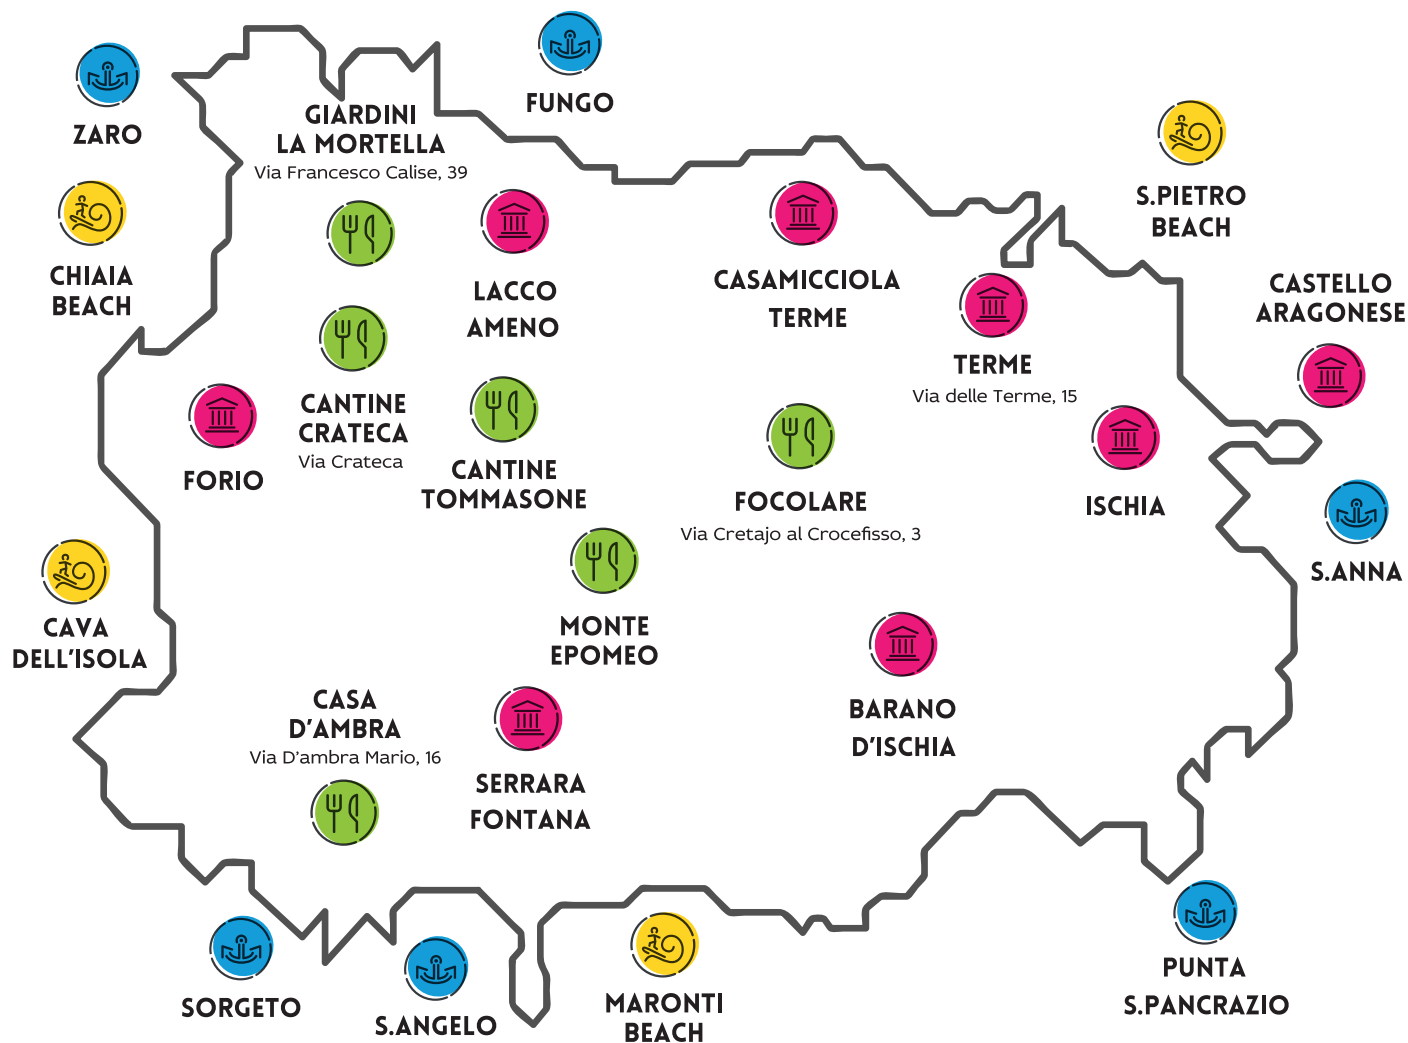 FUNGO
ZARO
GIARDINI
LA MORTELLA
Via Francesco Calise, 39
S.PIETRO
BEACH
CHIAIA
BEACH
LACCO
AMENO
CASAMICCIOLA
TERME
CASTELLO
ARAGONESE
TERME
Via delle Terme, 15
FORIO
CANTINE
CRATECA
Via Crateca
CANTINE
TOMMASONE
FOCOLARE
Via Cretajo al Crocefisso, 3
ISCHIA
S.ANNA
CAVA
DELL'ISOLA
MONTE
EPOMEO
CASA
D'AMBRA
Via D'ambra Mario, 16
BARANO
D'ISCHIA
SERRARA
FONTANA
SORGETO
S.ANGELO
MARONTI
BEACH
PUNTA
S.PANCRAZIO